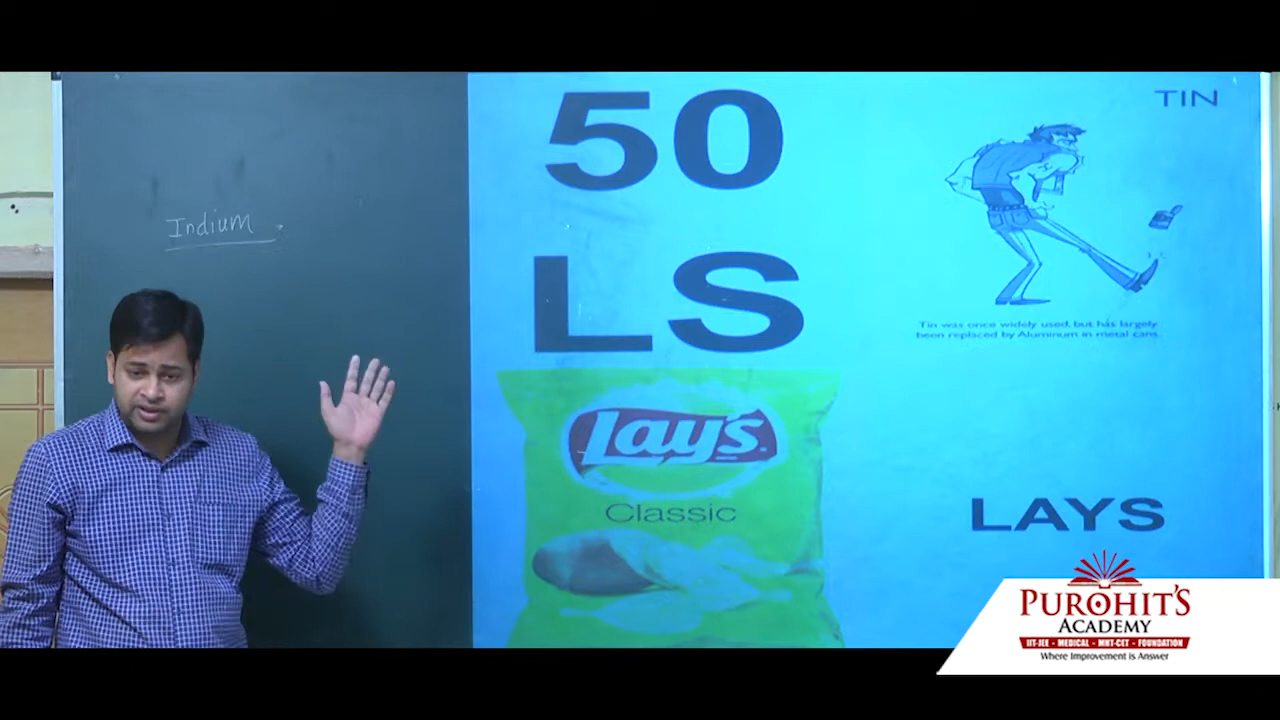 Indium
50
LS
Lay's
Classic
TIN
Tin was once widely used, but has largely
been replaced by Aluminum in metal cans.
LAYS
PUROHIT'S
ACADEMY
IIT-JEE - MEDICAL - MHT-CET - FOUNDATION
Where Improvement is Answer